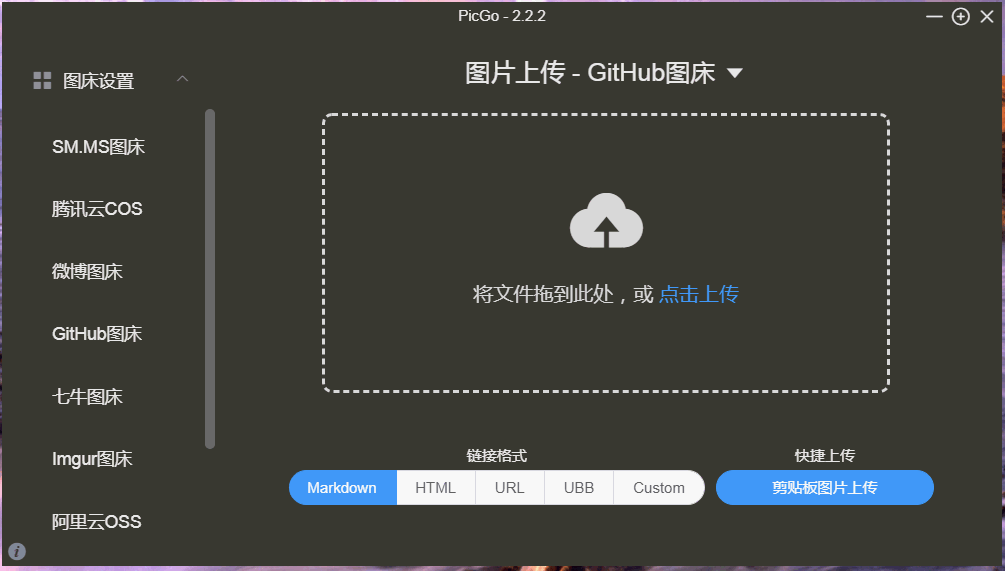 PicGo - 2.2.2
图床设置
SM.MS图床
腾讯云COS
微博图床
GitHub图床
七牛图床
Imgur图床
阿里云OSS
图片上传 - GitHub图床
将文件拖到此处，或 点击上传
链接格式
Markdown HTML URL UBB Custom
快捷上传
剪贴板图片上传
i